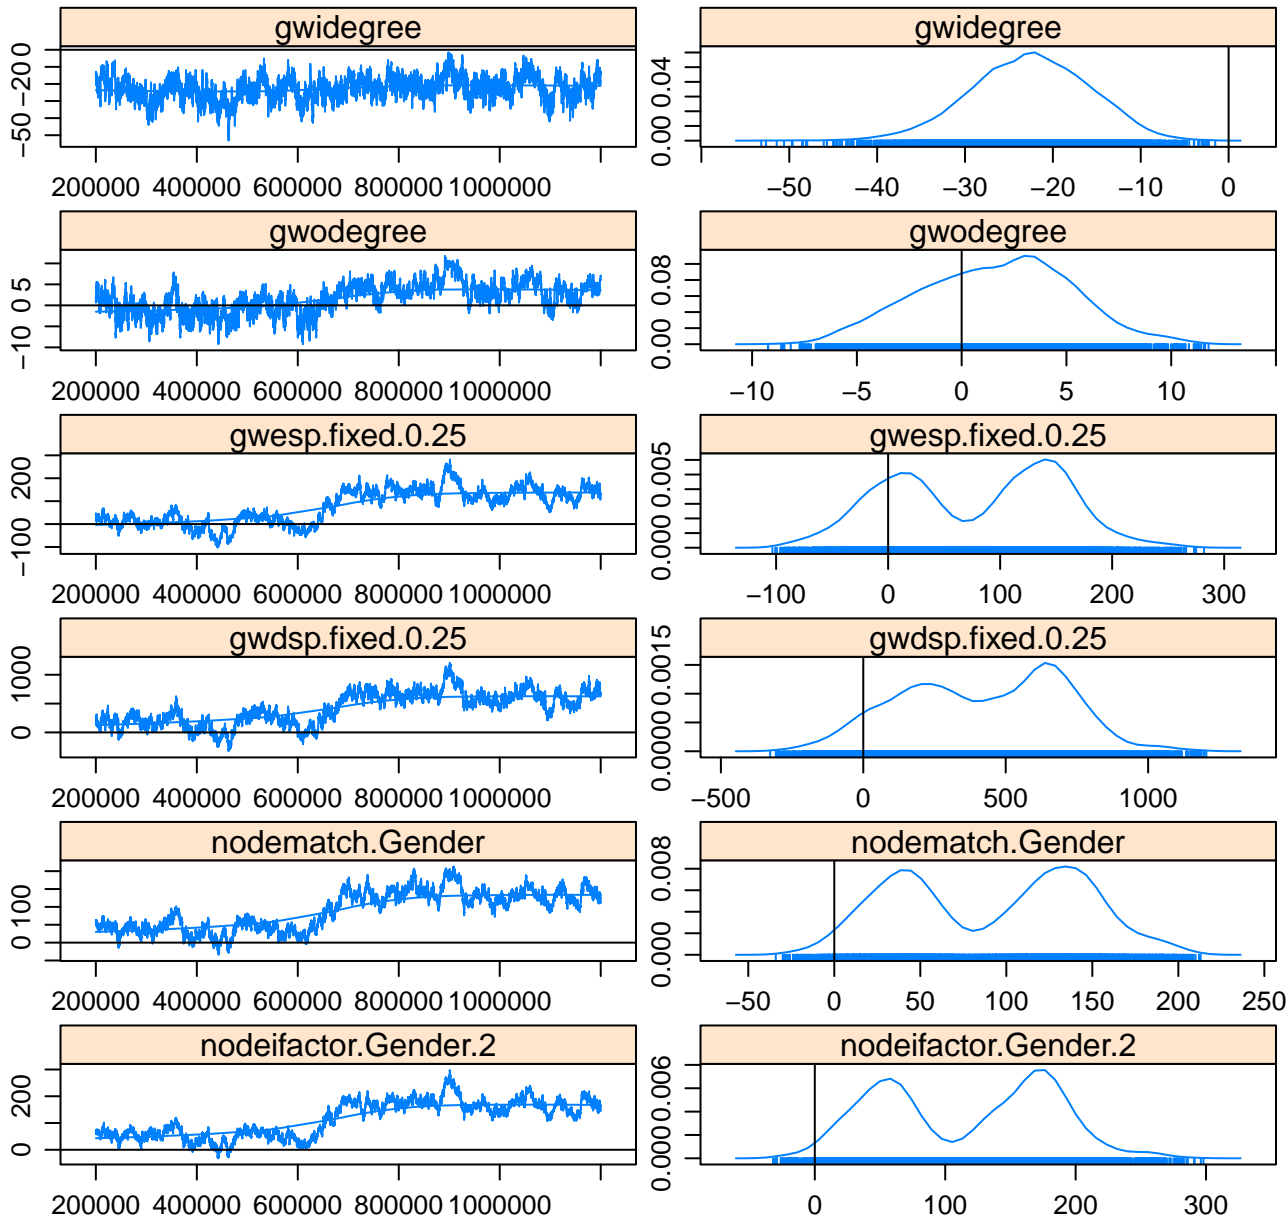 gwidegree
gwidegree
−50 −20 0
0.00 0.04
200000 400000 600000 800000 1000000
−50 −40 −30 −20 −10 0
gwodegree
gwodegree
−10 0 5
0.00 0.08
200000 400000 600000 800000 1000000
−10 −5 0 5 10
gwesp.fixed.0.25
gwesp.fixed.0.25
−100 200
0.000 0.005
200000 400000 600000 800000 1000000
−100 0 100 200 300
gwdsp.fixed.0.25
gwdsp.fixed.0.25
0 1000
0.0000 0.0015
200000 400000 600000 800000 1000000
−500 0 500 1000
nodematch.Gender
nodematch.Gender
0 100
0.000 0.008
200000 400000 600000 800000 1000000
−50 0 50 100 150 200 250
nodeifactor.Gender.2
nodeifactor.Gender.2
0 200
0.000 0.006
200000 400000 600000 800000 1000000
0 100 200 300